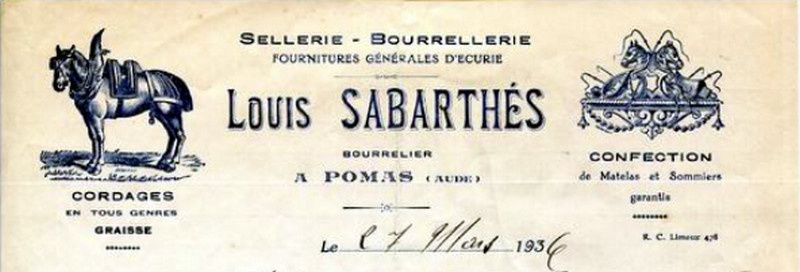 SELLERIE - BOURRELLERIE
FOURNITURES GÉNÉRALES D'ECURIE
LOUIS SABARTHÉS
BOURRELIER
A POMAS (AUDE)
CORDAGES
EN TOUS GENRES
GRAISSE
CONFECTION
de Matelas et Sommiers
garantis
R. C. Limoux 478
Le 27 Mars 1936